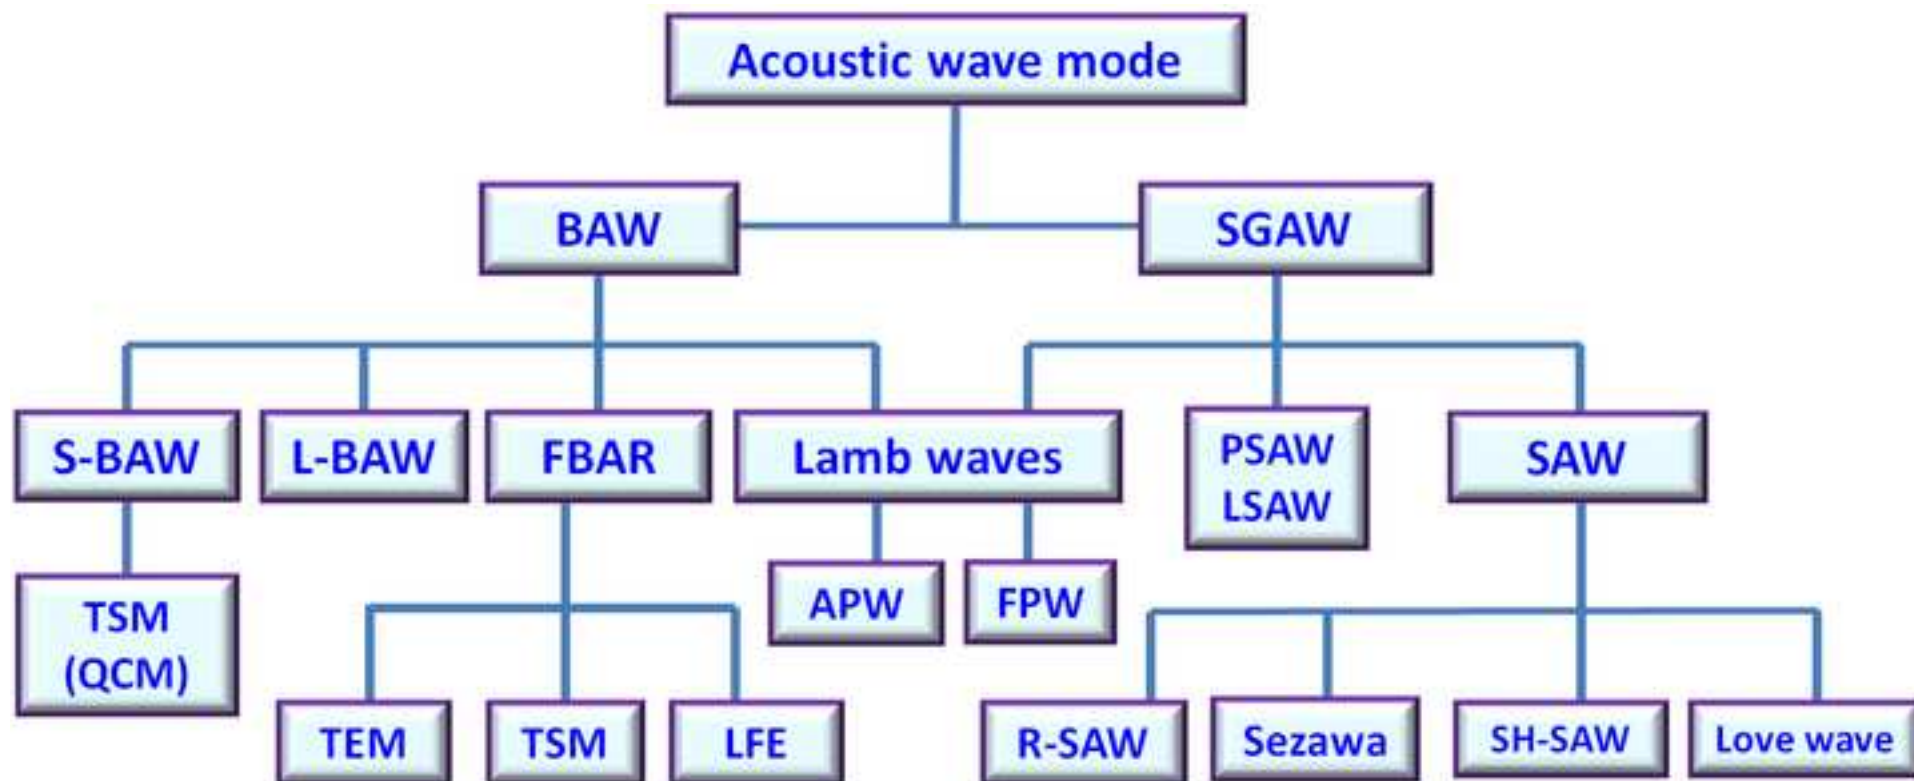 Acoustic wave mode
BAW
SGAW
S-BAW
L-BAW
FBAR
Lamb waves
PSAW
LSAW
SAW
TSM
(QCM)
APW
FPW
TEM
TSM
LFE
R-SAW
Sezawa
SH-SAW
Love wave